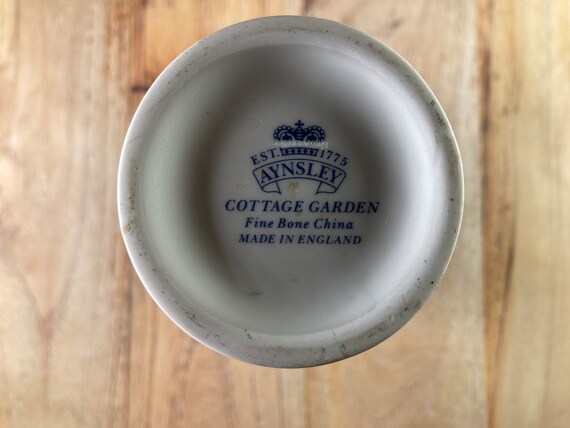 EST. 1775
AYNSLEY
COTTAGE GARDEN
Fine Bone China
MADE IN ENGLAND